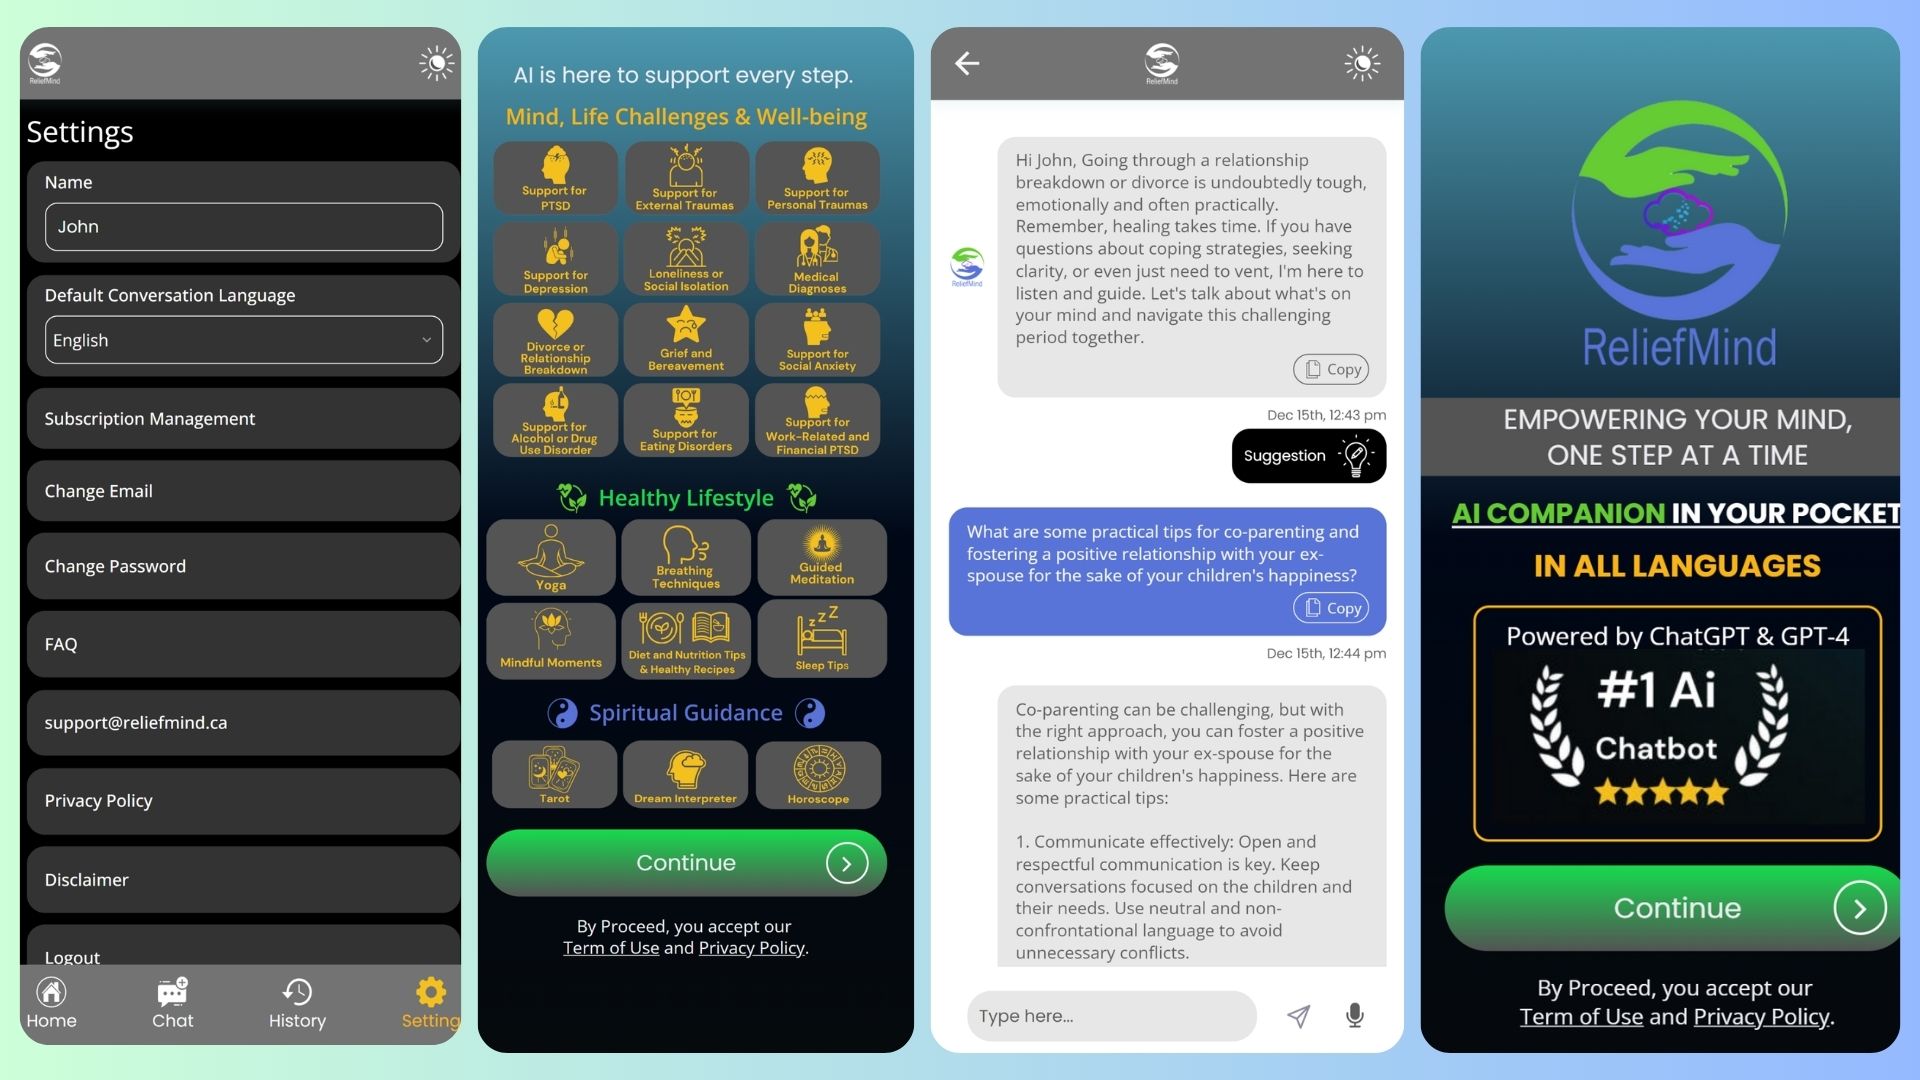 ReliefMind
Settings
Name
John
Default Conversation Language
English
Subscription Management
Change Email
Change Password
FAQ
support@reliefmind.ca
Privacy Policy
Disclaimer
Logout
Home
Chat
History
Setting
AI is here to support every step.
Mind, Life Challenges & Well-being
Support for
PTSD
Support for
External Traumas
Support for
Personal Traumas
Support for
Depression
Loneliness or
Social Isolation
Medical
Diagnoses
Divorce or
Relationship
Breakdown
Grief and
Bereavement
Support for
Social Anxiety
Support for
Alcohol or Drug
Use Disorder
Support for
Eating Disorders
Support for
Work-Related and
Financial PTSD
Healthy Lifestyle
Yoga
Breathing
Techniques
Guided
Meditation
Mindful Moments
Diet and Nutrition Tips
& Healthy Recipes
zzZ
Sleep Tips
Spiritual Guidance
Tarot
Dream Interpreter
Horoscope
Continue
By Proceed, you accept our
Term of Use and Privacy Policy.
ReliefMind
Hi John, Going through a relationship
breakdown or divorce is undoubtedly tough,
emotionally and often practically.
Remember, healing takes time. If you have
questions about coping strategies, seeking
clarity, or even just need to vent, I'm here to
listen and guide. Let's talk about what's on
your mind and navigate this challenging
period together.
ReliefMind
Copy
Dec 15th, 12:43 pm
Suggestion
What are some practical tips for co-parenting and
fostering a positive relationship with your ex-
spouse for the sake of your children's happiness?
Copy
Dec 15th, 12:44 pm
Co-parenting can be challenging, but with
the right approach, you can foster a positive
relationship with your ex-spouse for the
sake of your children's happiness. Here are
some practical tips:
1. Communicate effectively: Open and
respectful communication is key. Keep
conversations focused on the children and
their needs. Use neutral and non-
confrontational language to avoid
unnecessary conflicts.
Type here...
ReliefMind
EMPOWERING YOUR MIND,
ONE STEP AT A TIME
AI COMPANION IN YOUR POCKET
IN ALL LANGUAGES
Powered by ChatGPT & GPT-4
#1 Ai
Chatbot
Continue
By Proceed, you accept our
Term of Use and Privacy Policy.